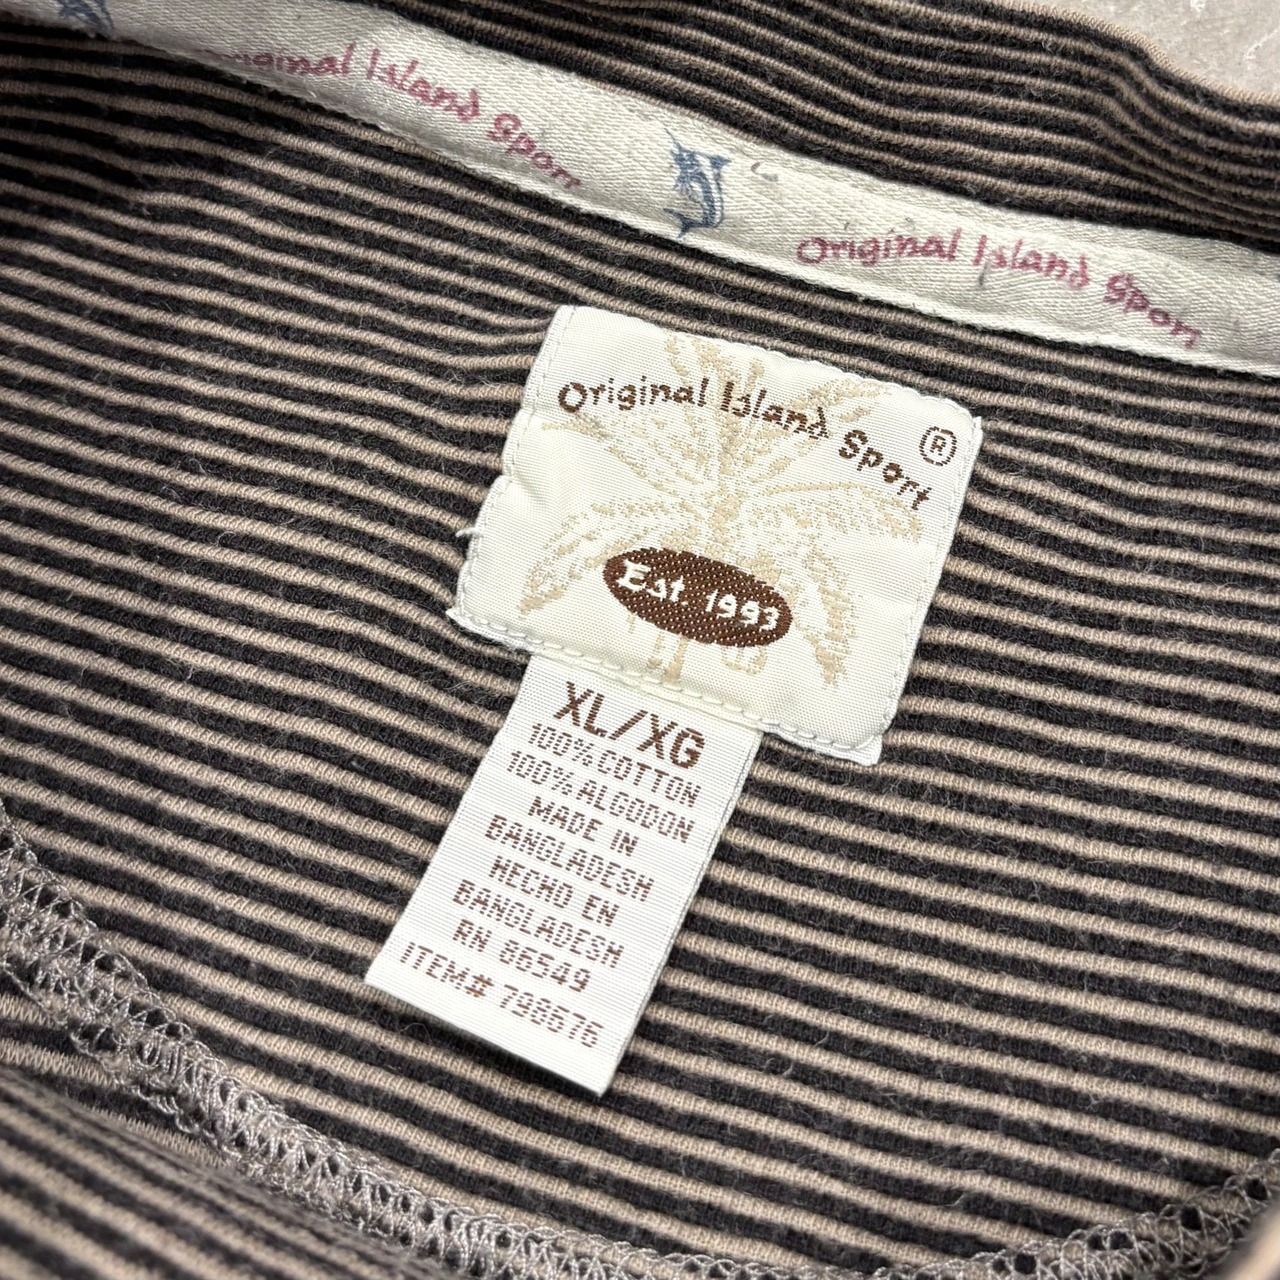 Original Island Sport
Original Island Sport
Original Island Sport ®
Est. 1993
XL/XG
100% COTTON
100% ALGODON
MADE IN
BANGLADESH
HECHO EN
BANGLADESH
RN 86549
ITEM# 798676